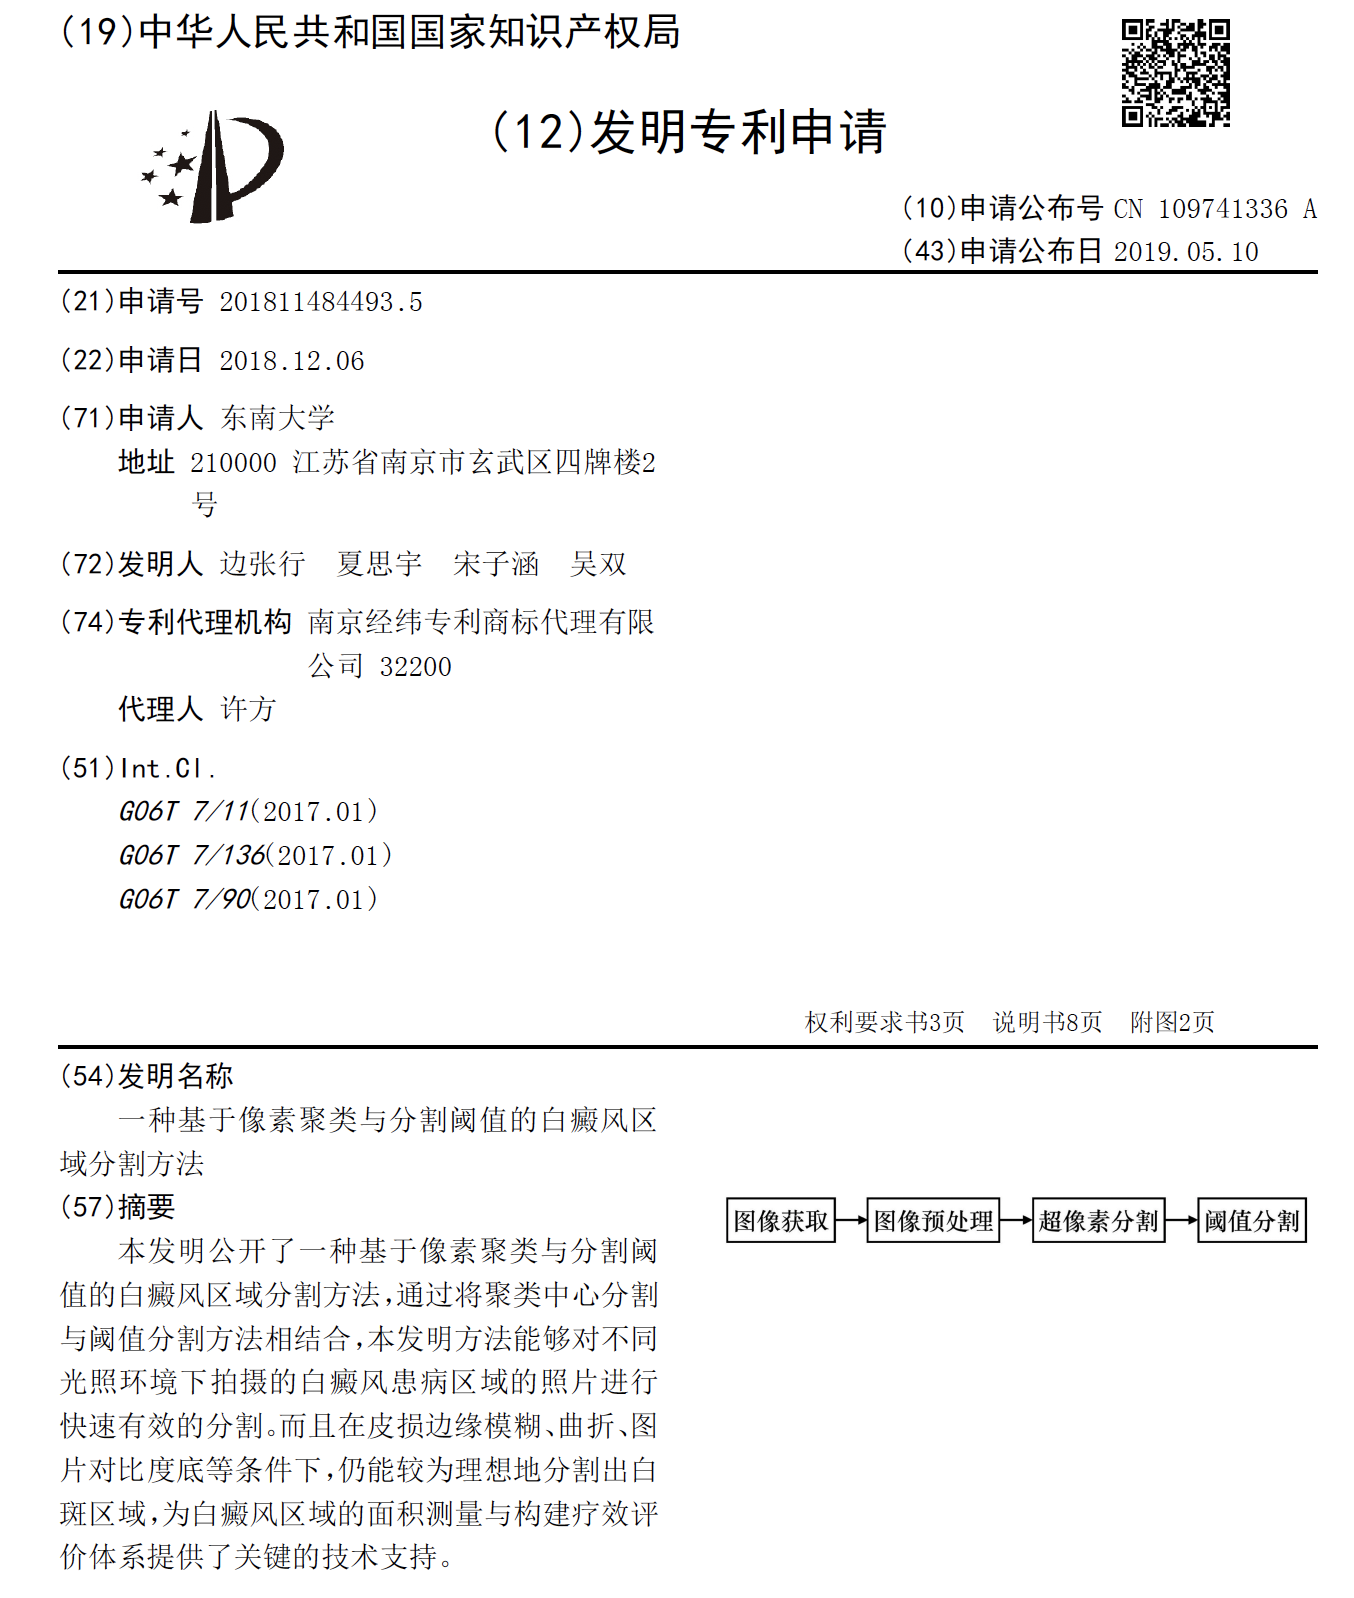 (19)中华人民共和国国家知识产权局
(12)发明专利申请
(10)申请公布号 CN 109741336 A
(43)申请公布日 2019.05.10
(21)申请号 201811484493.5
(22)申请日 2018.12.06
(71)申请人 东南大学
地址 210000 江苏省南京市玄武区四牌楼2
号
(72)发明人 边张行 夏思宇 宋子涵 吴双
(74)专利代理机构 南京经纬专利商标代理有限
公司 32200
代理人 许方
(51)Int.Cl.
G06T 7/11(2017.01)
G06T 7/136(2017.01)
G06T 7/90(2017.01)
权利要求书3页 说明书8页 附图2页
(54)发明名称
一种基于像素聚类与分割阈值的白癜风区
域分割方法
(57)摘要
本发明公开了一种基于像素聚类与分割阈
值的白癜风区域分割方法,通过将聚类中心分割
与阈值分割方法相结合,本发明方法能够对不同
光照环境下拍摄的白癜风患病区域的照片进行
快速有效的分割。而且在皮损边缘模糊、曲折、图
片对比度底等条件下,仍能较为理想地分割出白
斑区域,为白癜风区域的面积测量与构建疗效评
价体系提供了关键的技术支持。
图像获取 图像预处理 超像素分割 阈值分割